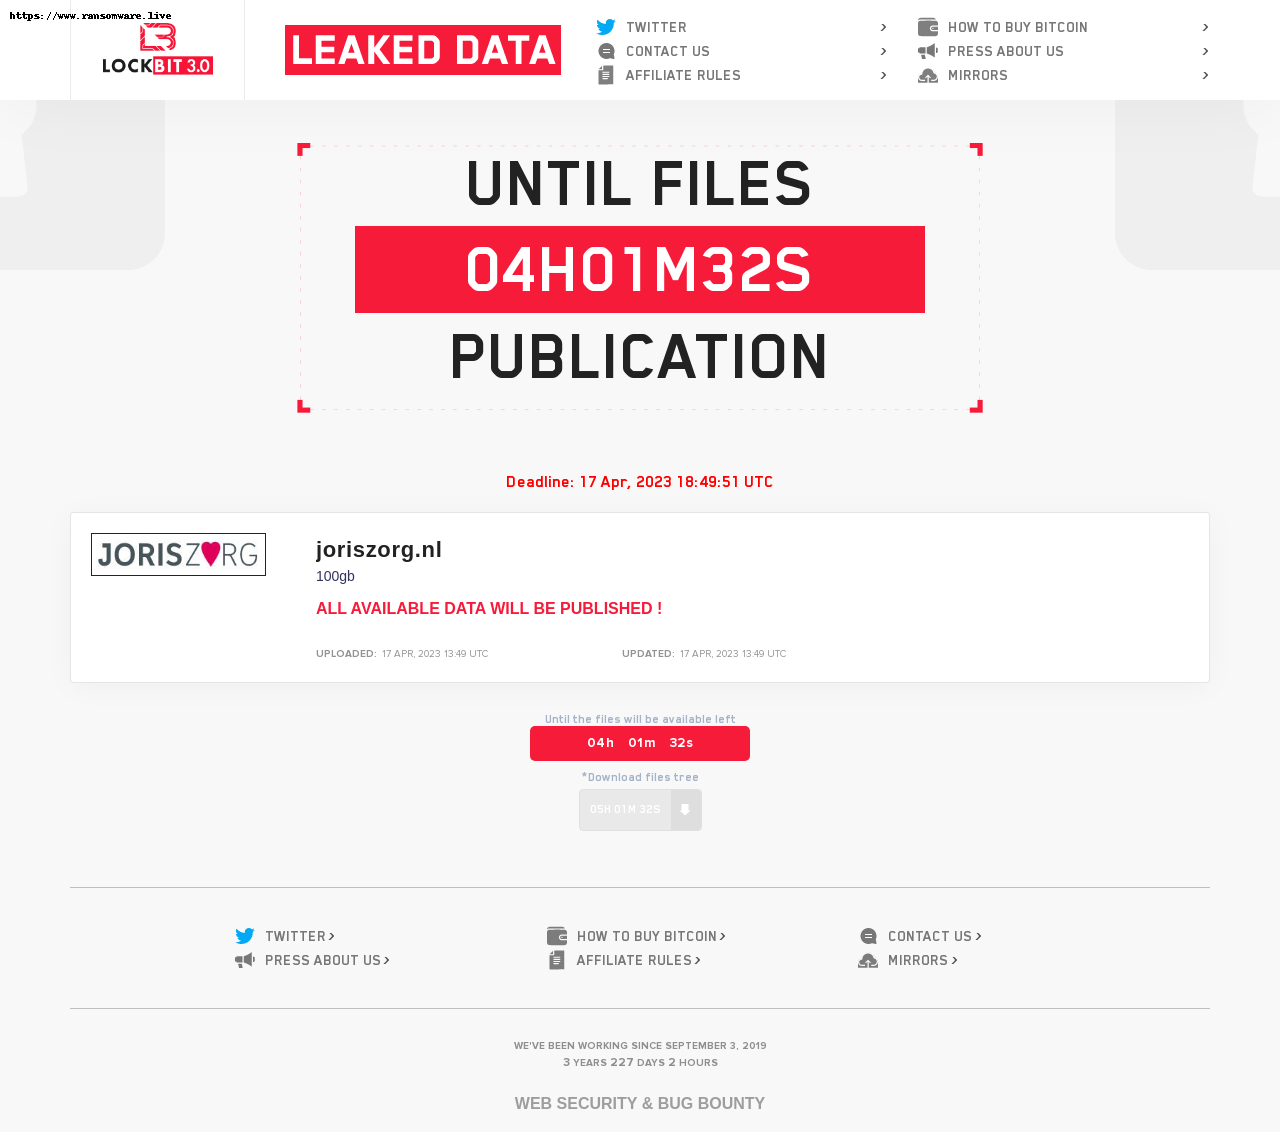 https://www.ransomware.live
LOCKBIT 3.0
LEAKED DATA
TWITTER
CONTACT US
AFFILIATE RULES
HOW TO BUY BITCOIN
PRESS ABOUT US
MIRRORS
UNTIL FILES
04H01M32S
PUBLICATION
Deadline: 17 Apr, 2023 18:49:51 UTC
JORISZORG
joriszorg.nl
100gb
ALL AVAILABLE DATA WILL BE PUBLISHED !
UPLOADED: 17 APR, 2023 13:49 UTC
UPDATED: 17 APR, 2023 13:49 UTC
Until the files will be available left
04h 01m 32s
*Download files tree
05H 01M 32S
TWITTER
HOW TO BUY BITCOIN
CONTACT US
PRESS ABOUT US
AFFILIATE RULES
MIRRORS
WE'VE BEEN WORKING SINCE SEPTEMBER 3, 2019
3 YEARS 227 DAYS 2 HOURS
WEB SECURITY & BUG BOUNTY